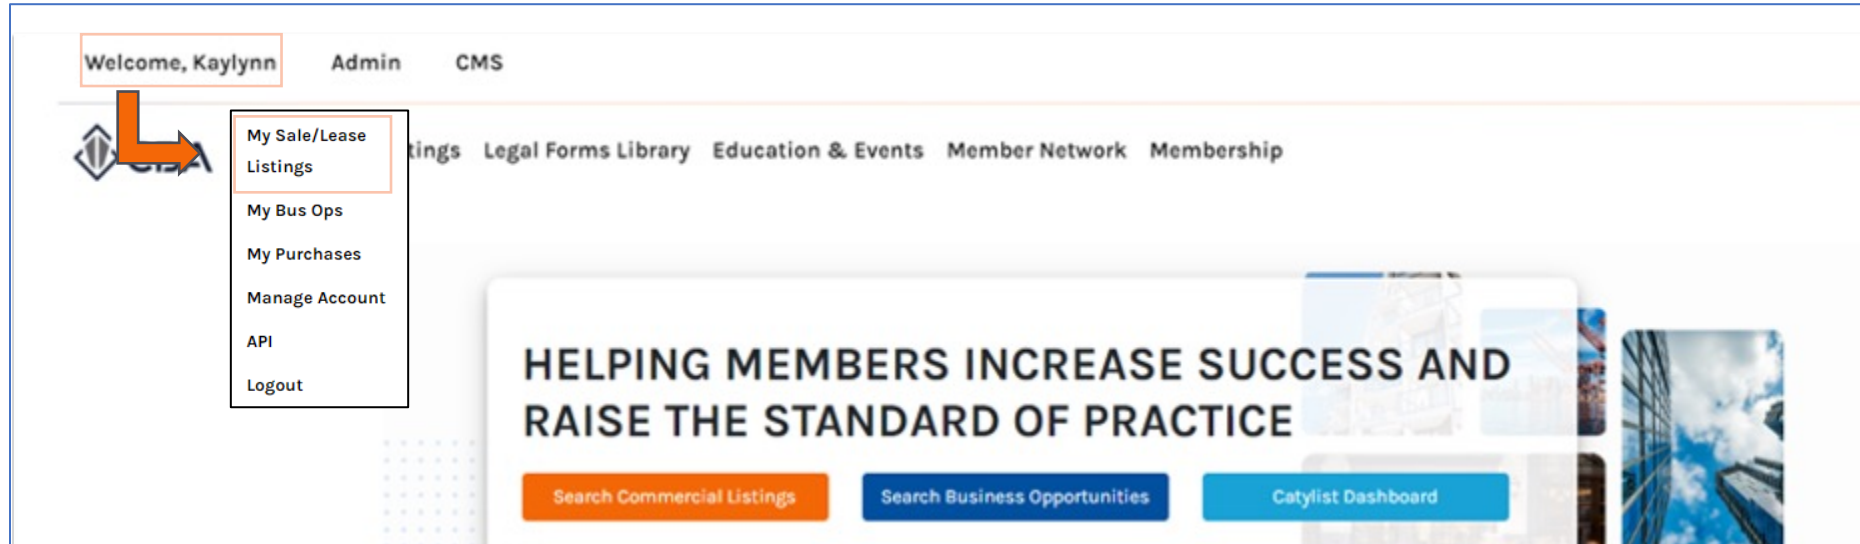 Welcome, Kaylynn Admin CMS
My Sale/Lease
Listings
My Bus Ops
My Purchases
Manage Account
API
Logout
tings Legal Forms Library Education & Events Member Network Membership
HELPING MEMBERS INCREASE SUCCESS AND
RAISE THE STANDARD OF PRACTICE
Search Commercial Listings
Search Business Opportunities
Catylist Dashboard